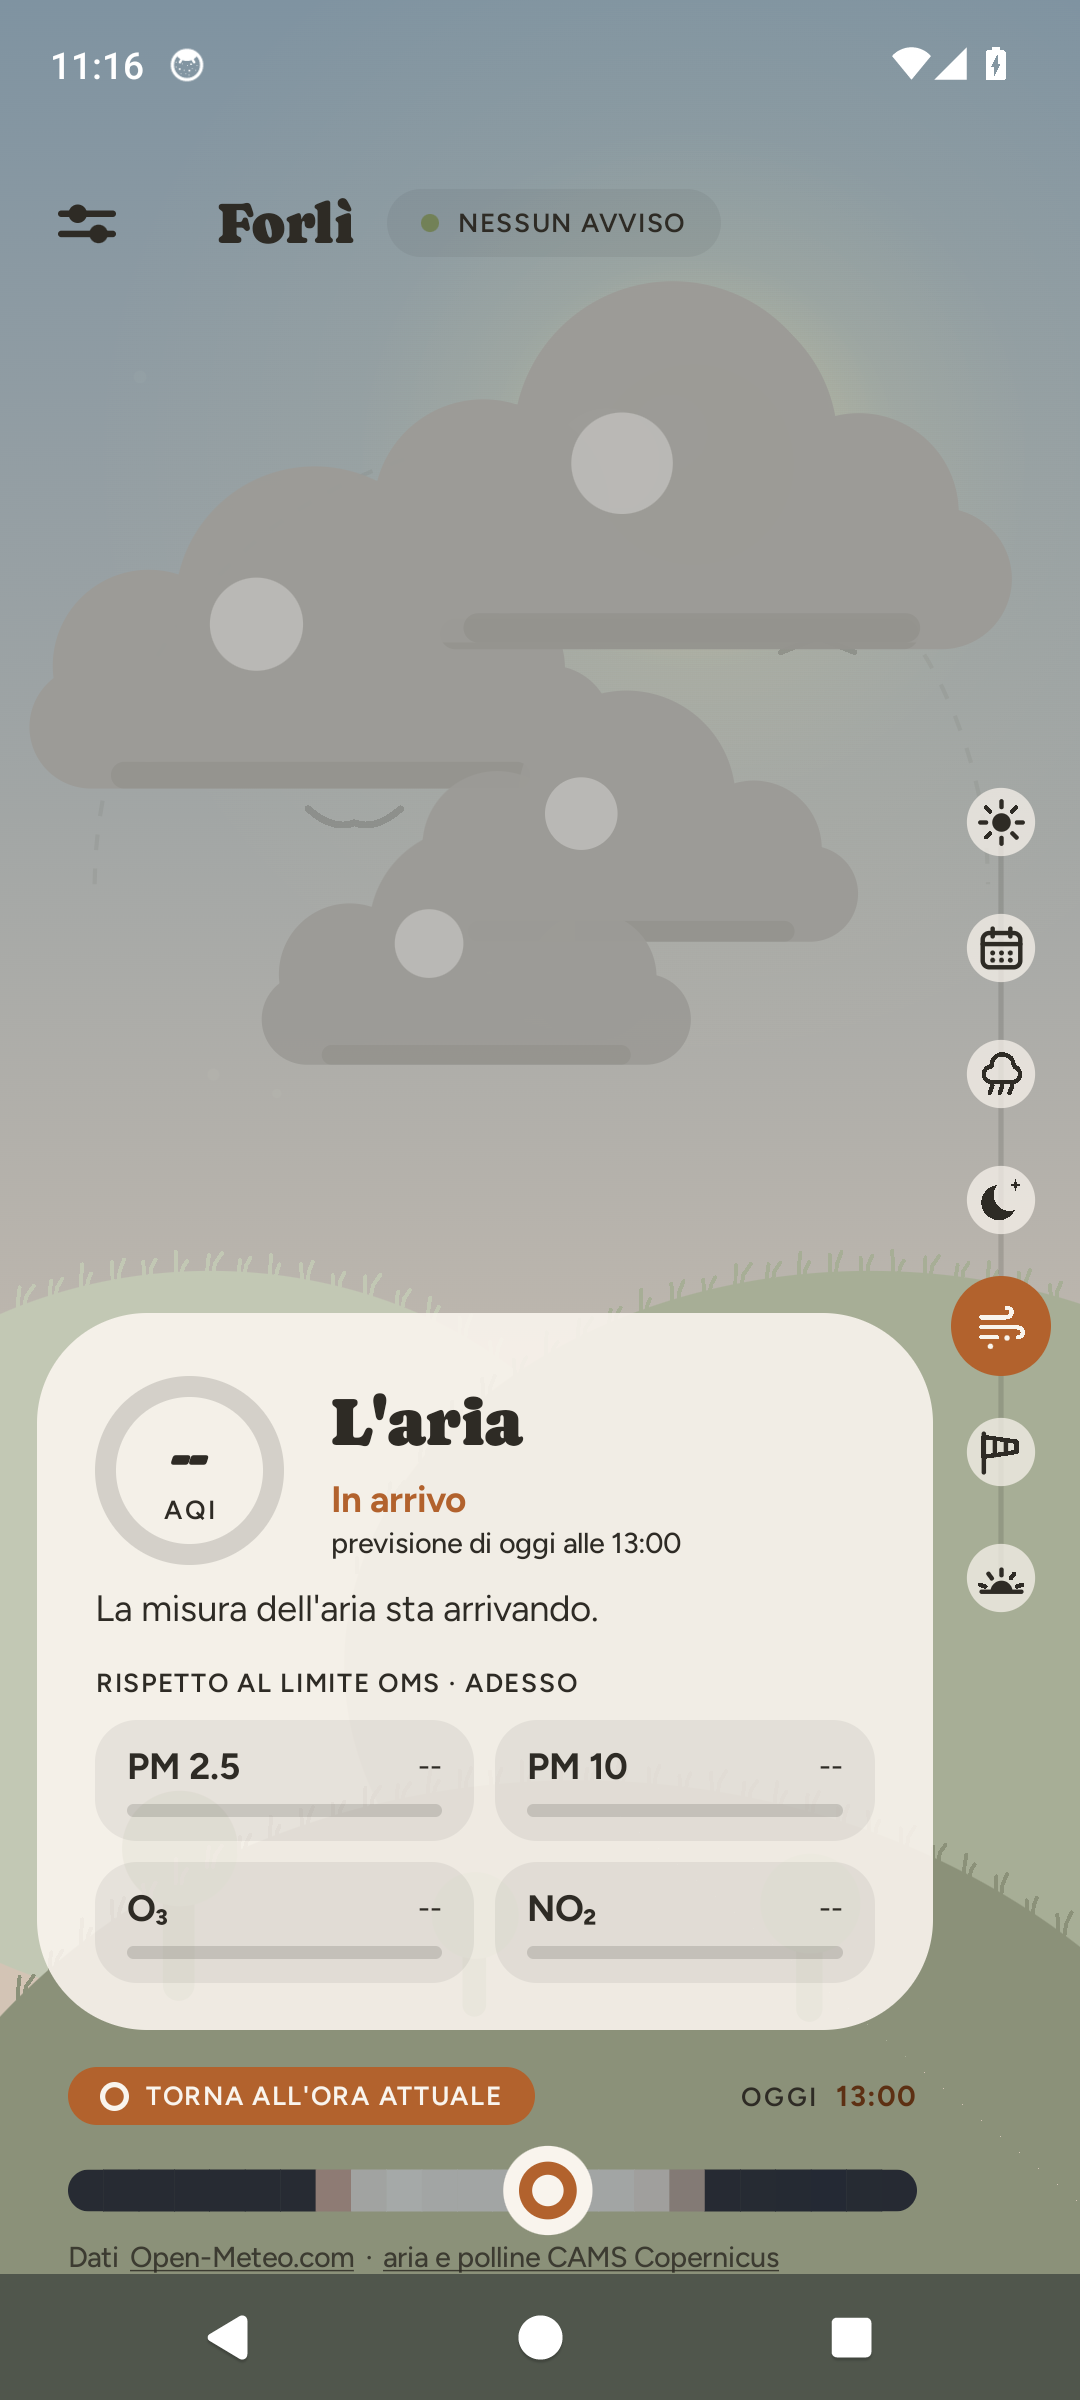 11:16
Forlì
NESSUN AVVISO
--
AQI
L'aria
In arrivo
previsione di oggi alle 13:00
La misura dell'aria sta arrivando.
RISPETTO AL LIMITE OMS · ADESSO
PM 2.5 --
PM 10 --
O₃ --
NO₂ --
TORNA ALL'ORA ATTUALE
OGGI 13:00
Dati Open-Meteo.com · aria e polline CAMS Copernicus